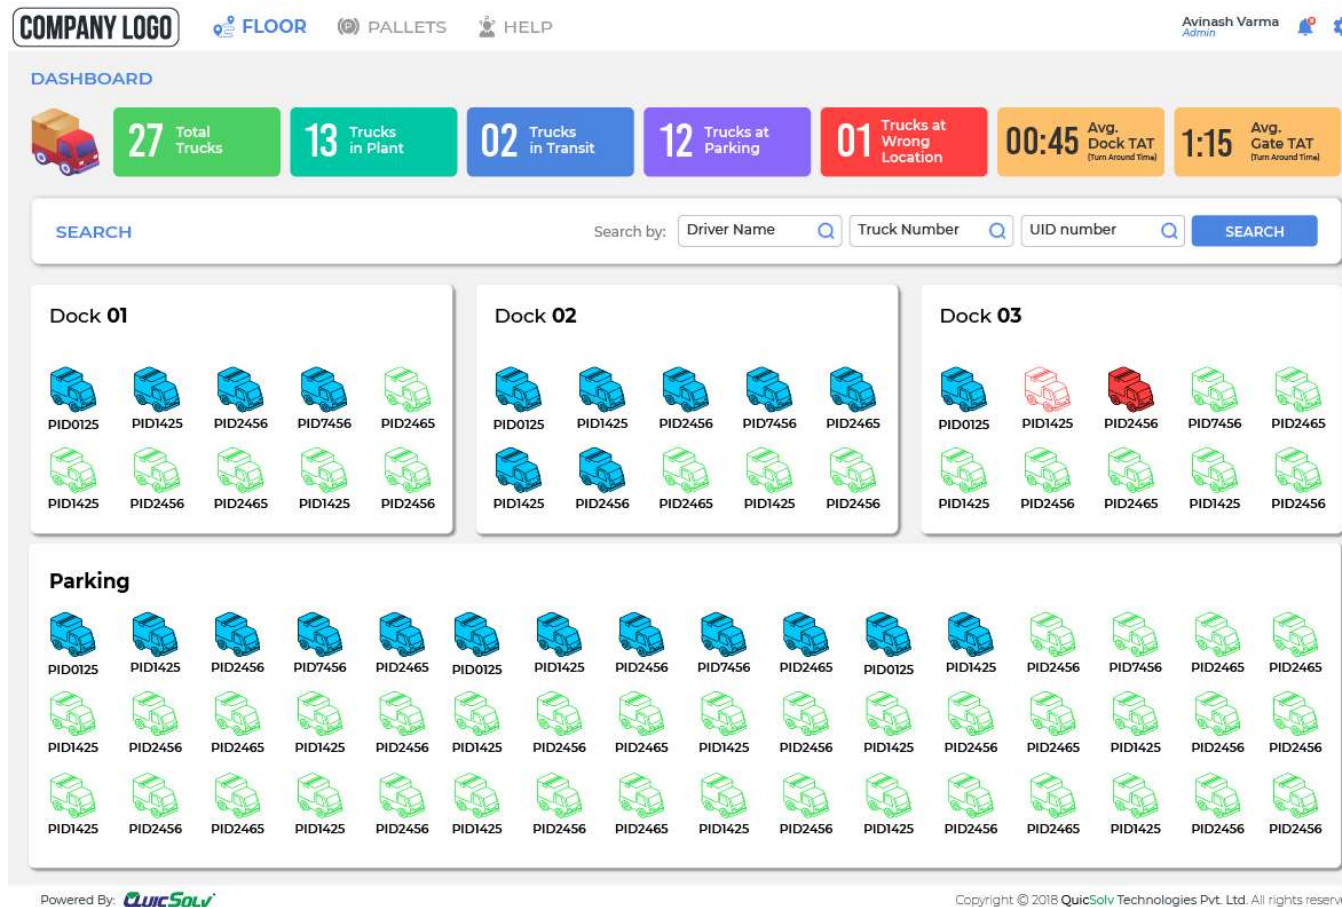 COMPANY LOGO FLOOR PALLETS HELP Avinash Varma
Admin
DASHBOARD
27 Total Trucks
13 Trucks in Plant
02 Trucks in Transit
12 Trucks at Parking
01 Trucks at Wrong Location
00:45 Avg. Dock TAT (Turn Around Time)
1:15 Avg. Gate TAT (Turn Around Time)
SEARCH Search by: Driver Name Truck Number UID number SEARCH
Dock 01
PID0125 PID1425 PID2456 PID7456 PID2465
PID1425 PID2456 PID2465 PID1425 PID2456
Dock 02
PID0125 PID1425 PID2456 PID7456 PID2465
PID1425 PID2456 PID2465 PID1425 PID2456
Dock 03
PID0125 PID1425 PID2456 PID7456 PID2465
PID1425 PID2456 PID2465 PID1425 PID2456
Parking
PID0125 PID1425 PID2456 PID7456 PID2465 PID0125 PID1425 PID2456 PID7456 PID2465 PID0125 PID1425 PID2456 PID7456 PID2465 PID2465
PID1425 PID2456 PID2465 PID1425 PID2456 PID1425 PID2456 PID2465 PID1425 PID2456 PID1425 PID2456 PID2465 PID1425 PID2456 PID2456
PID1425 PID2456 PID2465 PID1425 PID2456 PID1425 PID2456 PID2465 PID1425 PID2456 PID1425 PID2456 PID2465 PID1425 PID2456 PID2456
Powered By: QuicSolv Copyright © 2018 QuicSolv Technologies Pvt. Ltd. All rights reserv